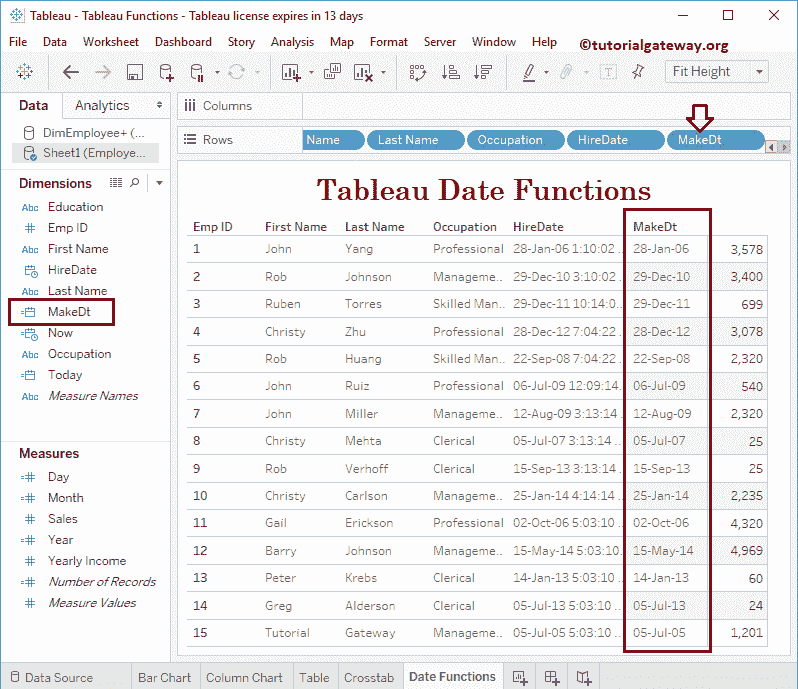 Tableau - Tableau Functions - Tableau license expires in 13 days
File Data Worksheet Dashboard Story Analysis Map Format Server Window Help
©tutorialgateway.org
T Fit Height
Data Analytics
Columns
DimEmployee+ (...
Sheet1 (Employe...
Rows Name Last Name Occupation HireDate MakeDt
Dimensions
Abc Education
# Emp ID
Abc First Name
HireDate
Abc Last Name
MakeDt
Now
Abc Occupation
Today
Abc Measure Names
Measures
=# Day
=# Month
# Sales
=# Year
# Yearly Income
=# Number of Records
# Measure Values
Tableau Date Functions
Emp ID First Name Last Name Occupation HireDate MakeDt
1 John Yang Professional 28-Jan-06 1:10:02 .. 28-Jan-06 3,578
2 Rob Johnson Manageme.. 29-Dec-10 3:10:02 .. 29-Dec-10 3,400
3 Ruben Torres Skilled Man.. 29-Dec-11 10:14:0.. 29-Dec-11 699
4 Christy Zhu Professional 28-Dec-12 7:04:22 .. 28-Dec-12 3,078
5 Rob Huang Skilled Man.. 22-Sep-08 7:04:22 .. 22-Sep-08 2,320
6 John Ruiz Professional 06-Jul-09 12:09:14.. 06-Jul-09 540
7 John Miller Manageme.. 12-Aug-09 3:13:14 .. 12-Aug-09 2,320
8 Christy Mehta Clerical 05-Jul-07 3:13:14 .. 05-Jul-07 25
9 Rob Verhoff Clerical 15-Sep-13 3:13:14 .. 15-Sep-13 25
10 Christy Carlson Manageme.. 25-Jan-14 4:14:14 .. 25-Jan-14 2,235
11 Gail Erickson Professional 02-Oct-06 5:03:10 .. 02-Oct-06 4,320
12 Barry Johnson Manageme.. 15-May-14 5:03:10.. 15-May-14 4,969
13 Peter Krebs Clerical 14-Jan-13 5:03:10 .. 14-Jan-13 60
14 Greg Alderson Clerical 05-Jul-13 5:03:10 .. 05-Jul-13 24
15 Tutorial Gateway Manageme.. 05-Jul-05 5:03:10 .. 05-Jul-05 1,201
Data Source Bar Chart Column Chart Table Crosstab Date Functions